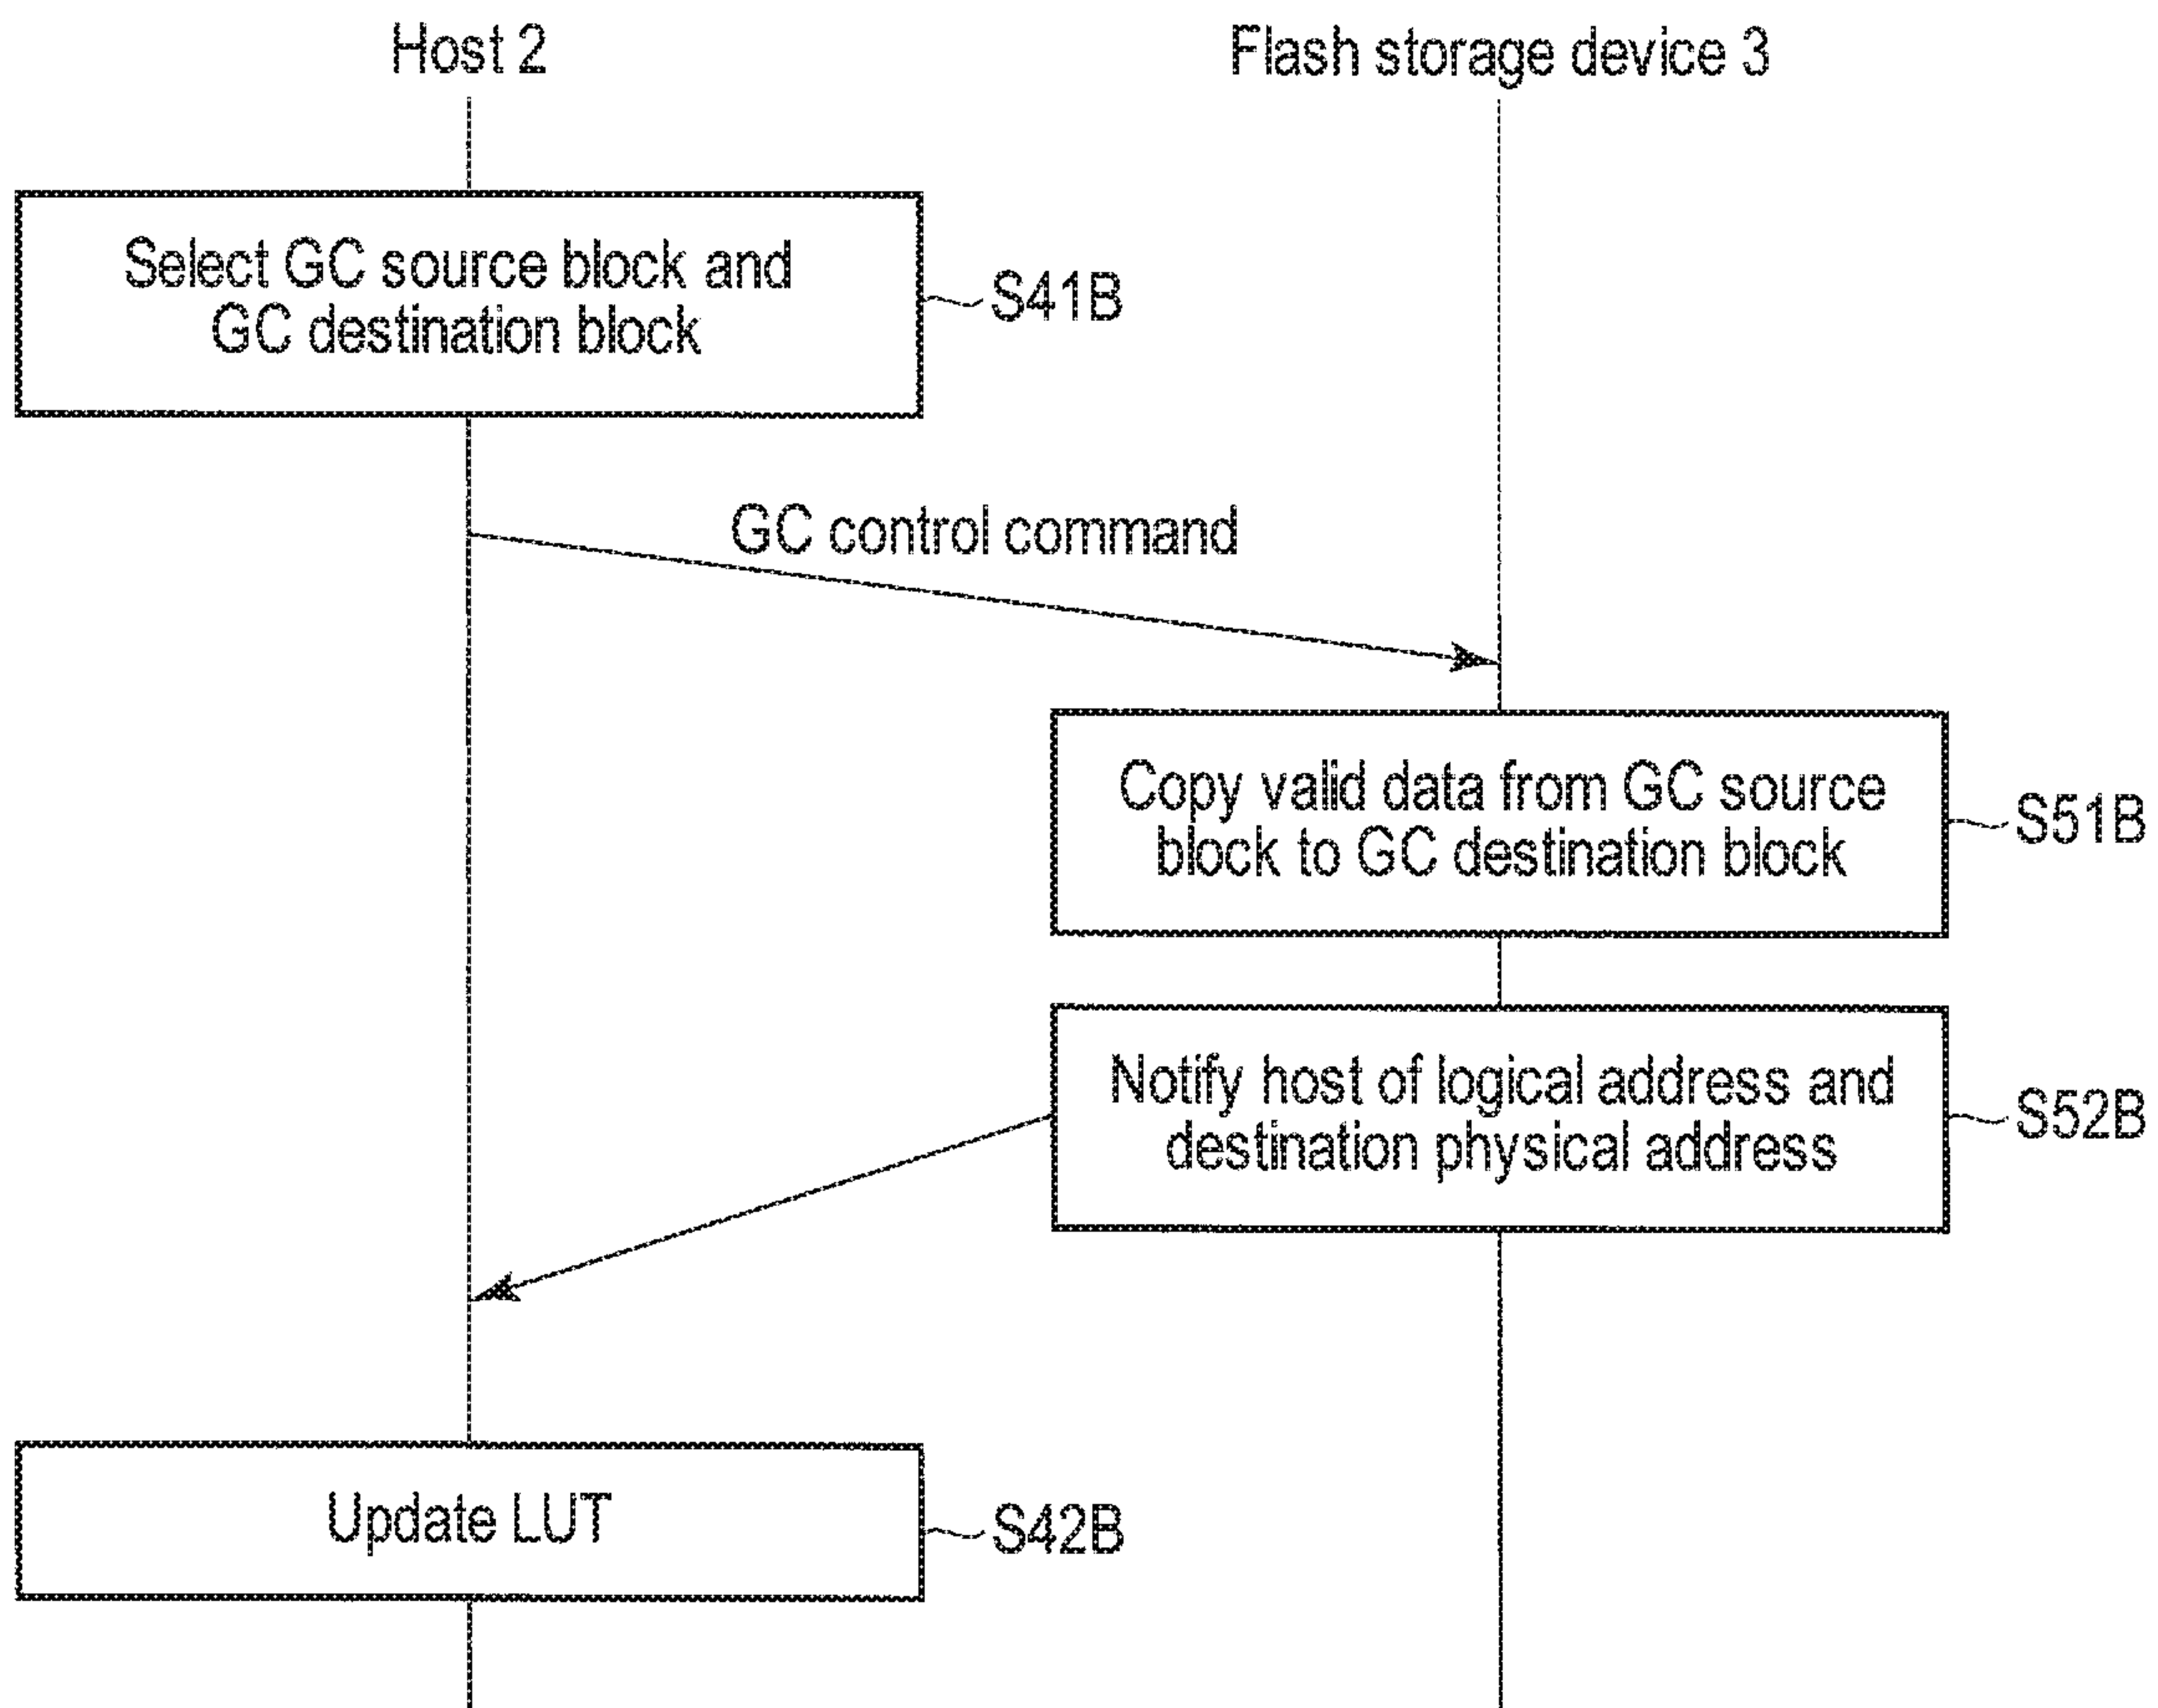 Host 2
Flash storage device 3
Select GC source block and
GC destination block
S41B
GC control command
Copy valid data from GC source
block to GC destination block
S51B
Notify host of logical address and
destination physical address
S52B
Update LUT
S42B